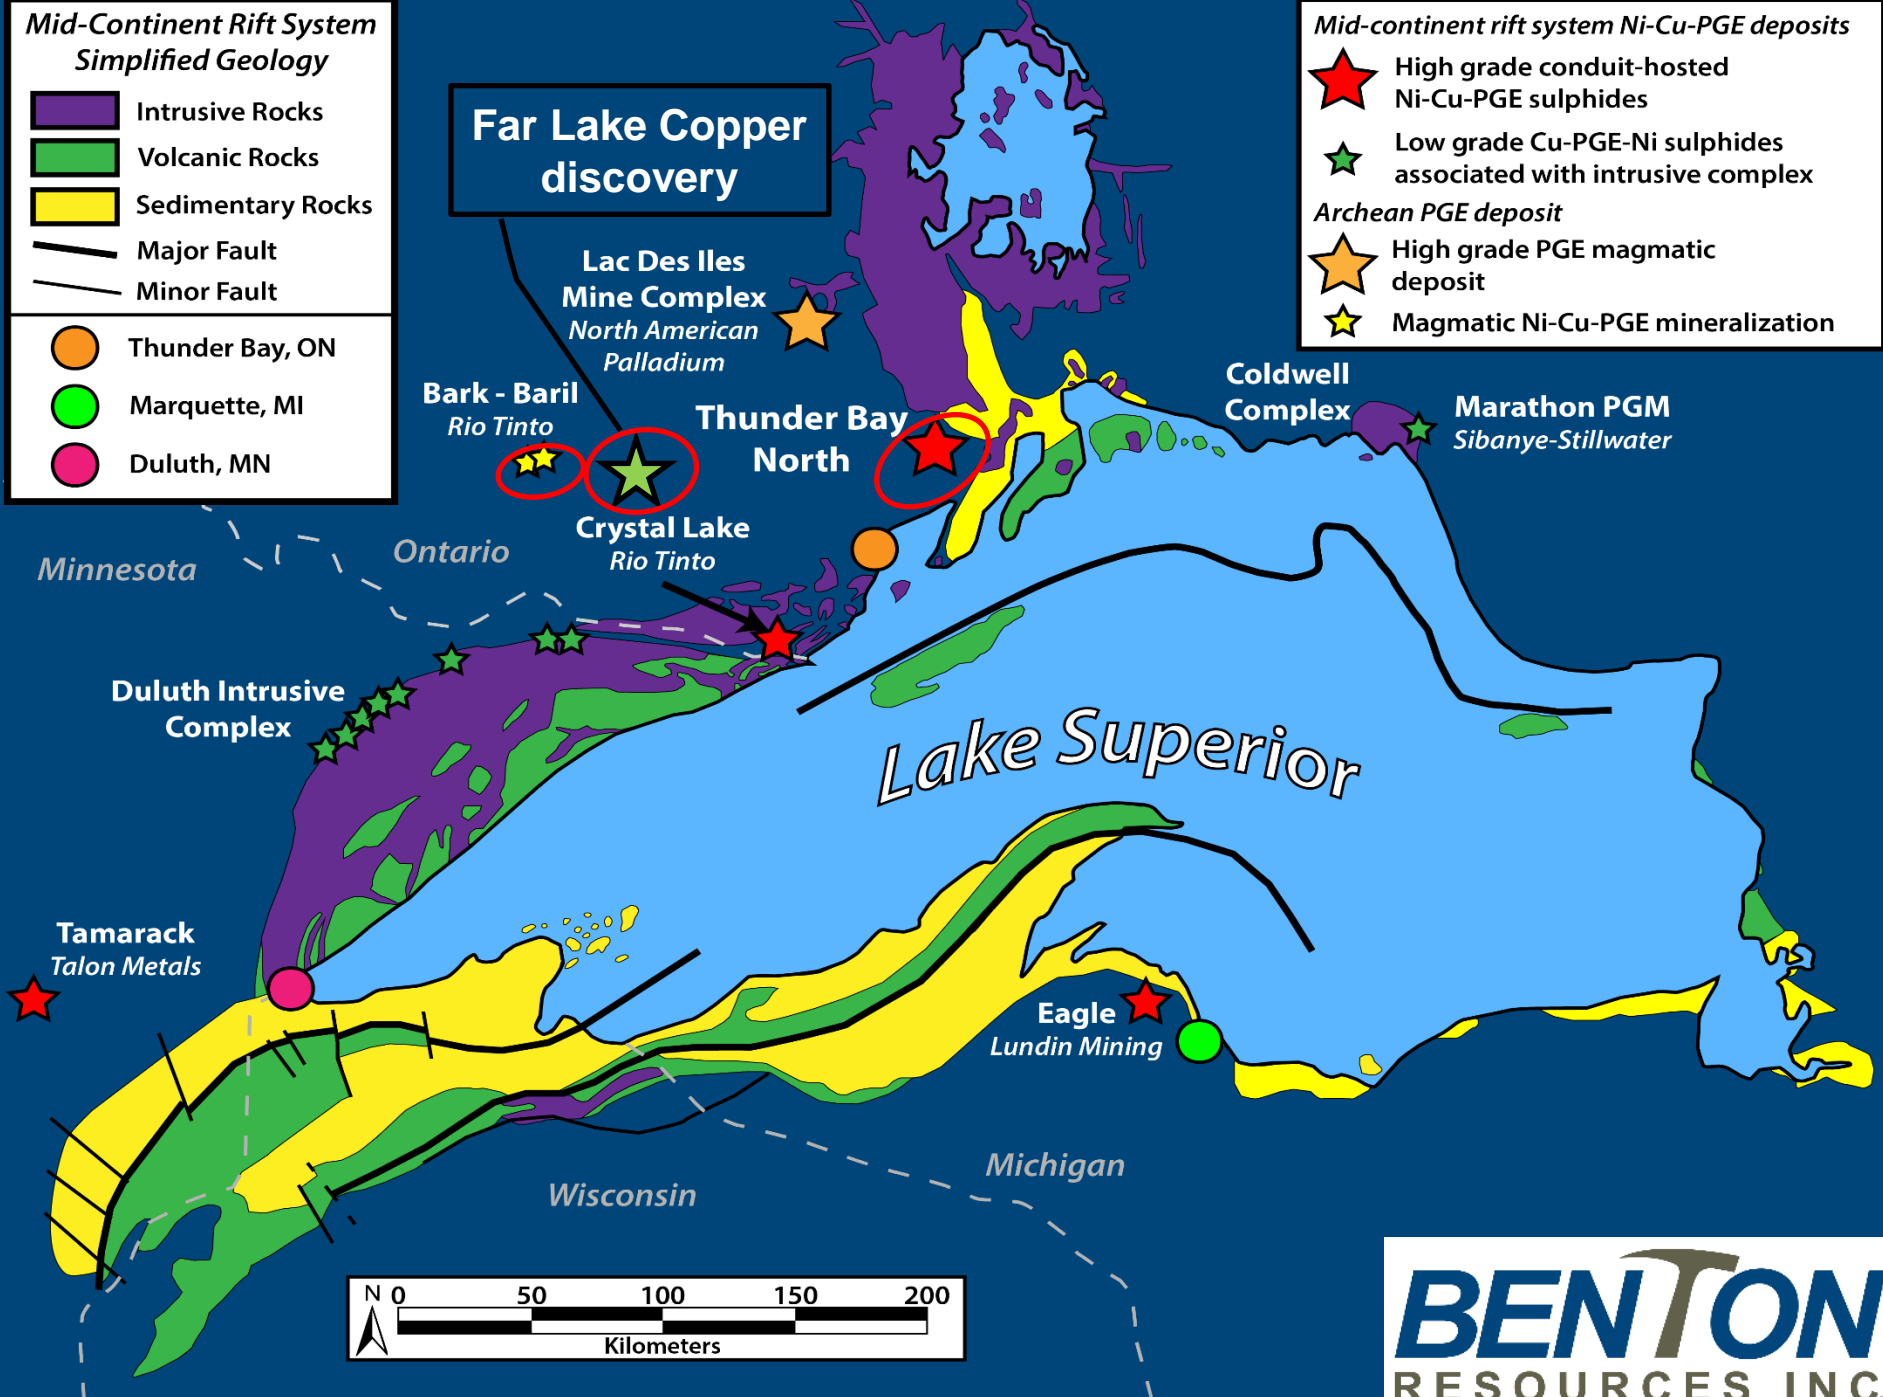 Mid-Continent Rift System
Simplified Geology
Intrusive Rocks
Volcanic Rocks
Sedimentary Rocks
Major Fault
Minor Fault
Thunder Bay, ON
Marquette, MI
Duluth, MN
Mid-continent rift system Ni-Cu-PGE deposits
High grade conduit-hosted
Ni-Cu-PGE sulphides
Low grade Cu-PGE-Ni sulphides
associated with intrusive complex
Archean PGE deposit
High grade PGE magmatic
deposit
Magmatic Ni-Cu-PGE mineralization
Far Lake Copper
discovery
Lac Des Iles
Mine Complex
North American
Palladium
Bark - Baril
Rio Tinto
Thunder Bay
North
Coldwell
Complex
Marathon PGM
Sibanye-Stillwater
Crystal Lake
Rio Tinto
Minnesota
Ontario
Duluth Intrusive
Complex
Lake Superior
Tamarack
Talon Metals
Eagle
Lundin Mining
Michigan
Wisconsin
N 0 50 100 150 200
Kilometers
BENTON
RESOURCES INC